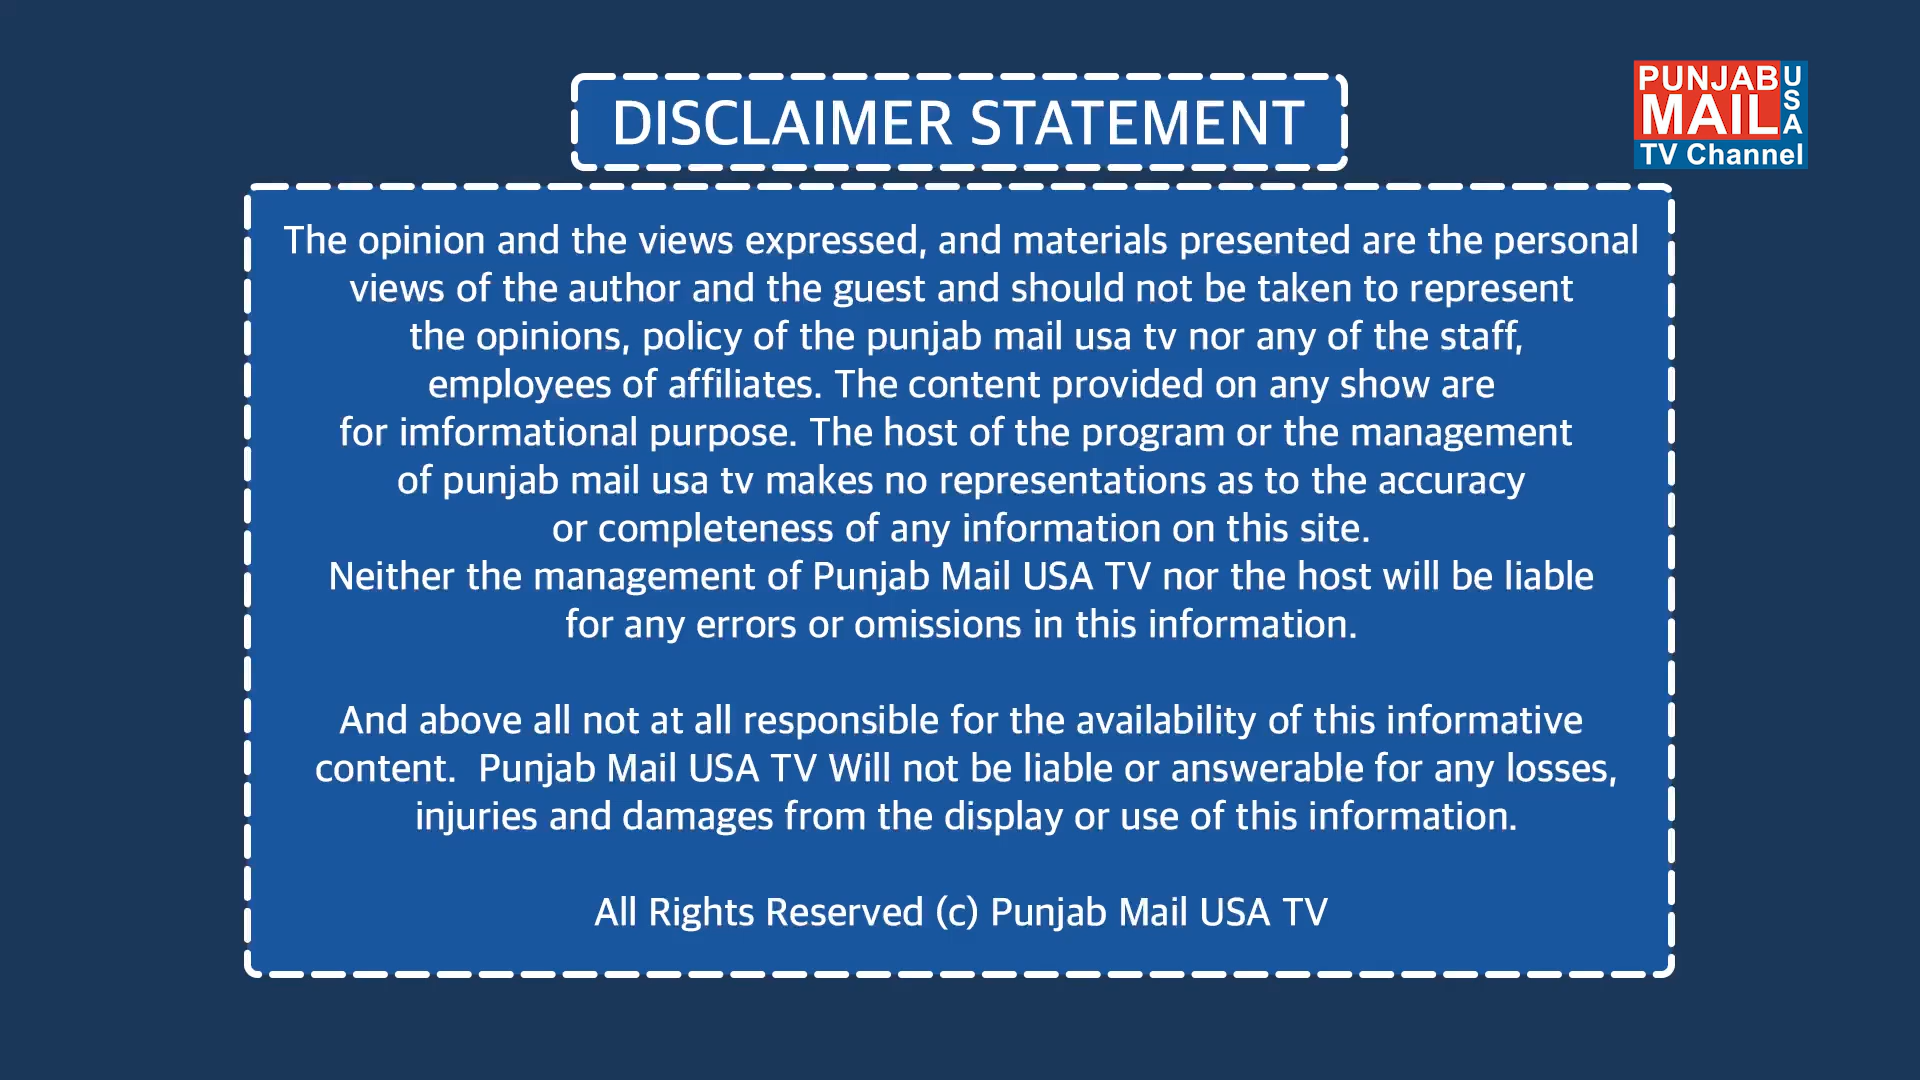 DISCLAIMER STATEMENT
PUNJAB
MAIL
USA
TV Channel
The opinion and the views expressed, and materials presented are the personal
views of the author and the guest and should not be taken to represent
the opinions, policy of the punjab mail usa tv nor any of the staff,
employees of affiliates. The content provided on any show are
for imformational purpose. The host of the program or the management
of punjab mail usa tv makes no representations as to the accuracy
or completeness of any information on this site.
Neither the management of Punjab Mail USA TV nor the host will be liable
for any errors or omissions in this information.
And above all not at all responsible for the availability of this informative
content.  Punjab Mail USA TV Will not be liable or answerable for any losses,
injuries and damages from the display or use of this information.
All Rights Reserved (c) Punjab Mail USA TV